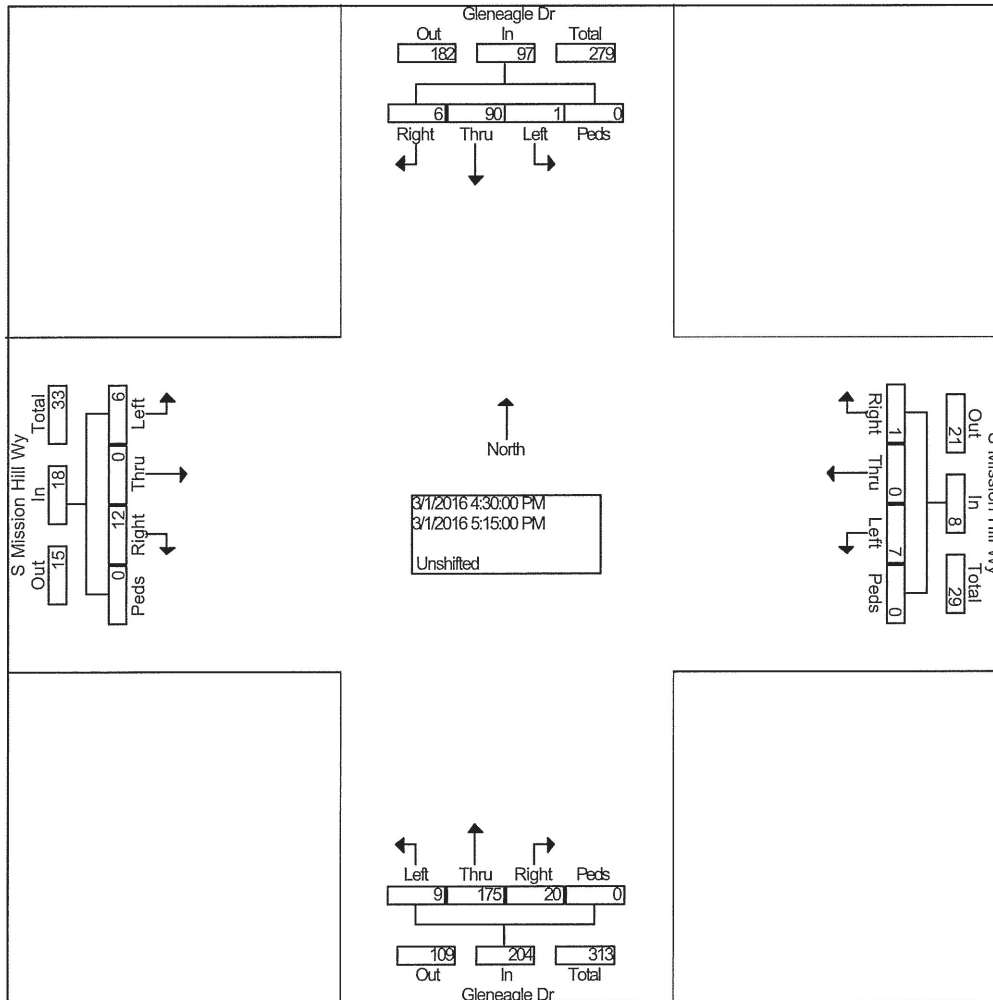 Gleneagle Dr
Out In Total
182 97 279
6 90 1 0
Right Thru Left Peds
S Mission Hill Wy
Total In Out
33 18 15
6 0 12 0
Left Thru Right Peds
North
3/1/2016 4:30:00 PM
3/1/2016 5:15:00 PM
Unshifted
Right Thru Left Peds
1 0 7 0
21 8 29
Out In Total
Mission Hill Wy
Left Thru Right Peds
9 175 20 0
109 204 313
Out In Total
Gleneagle Dr